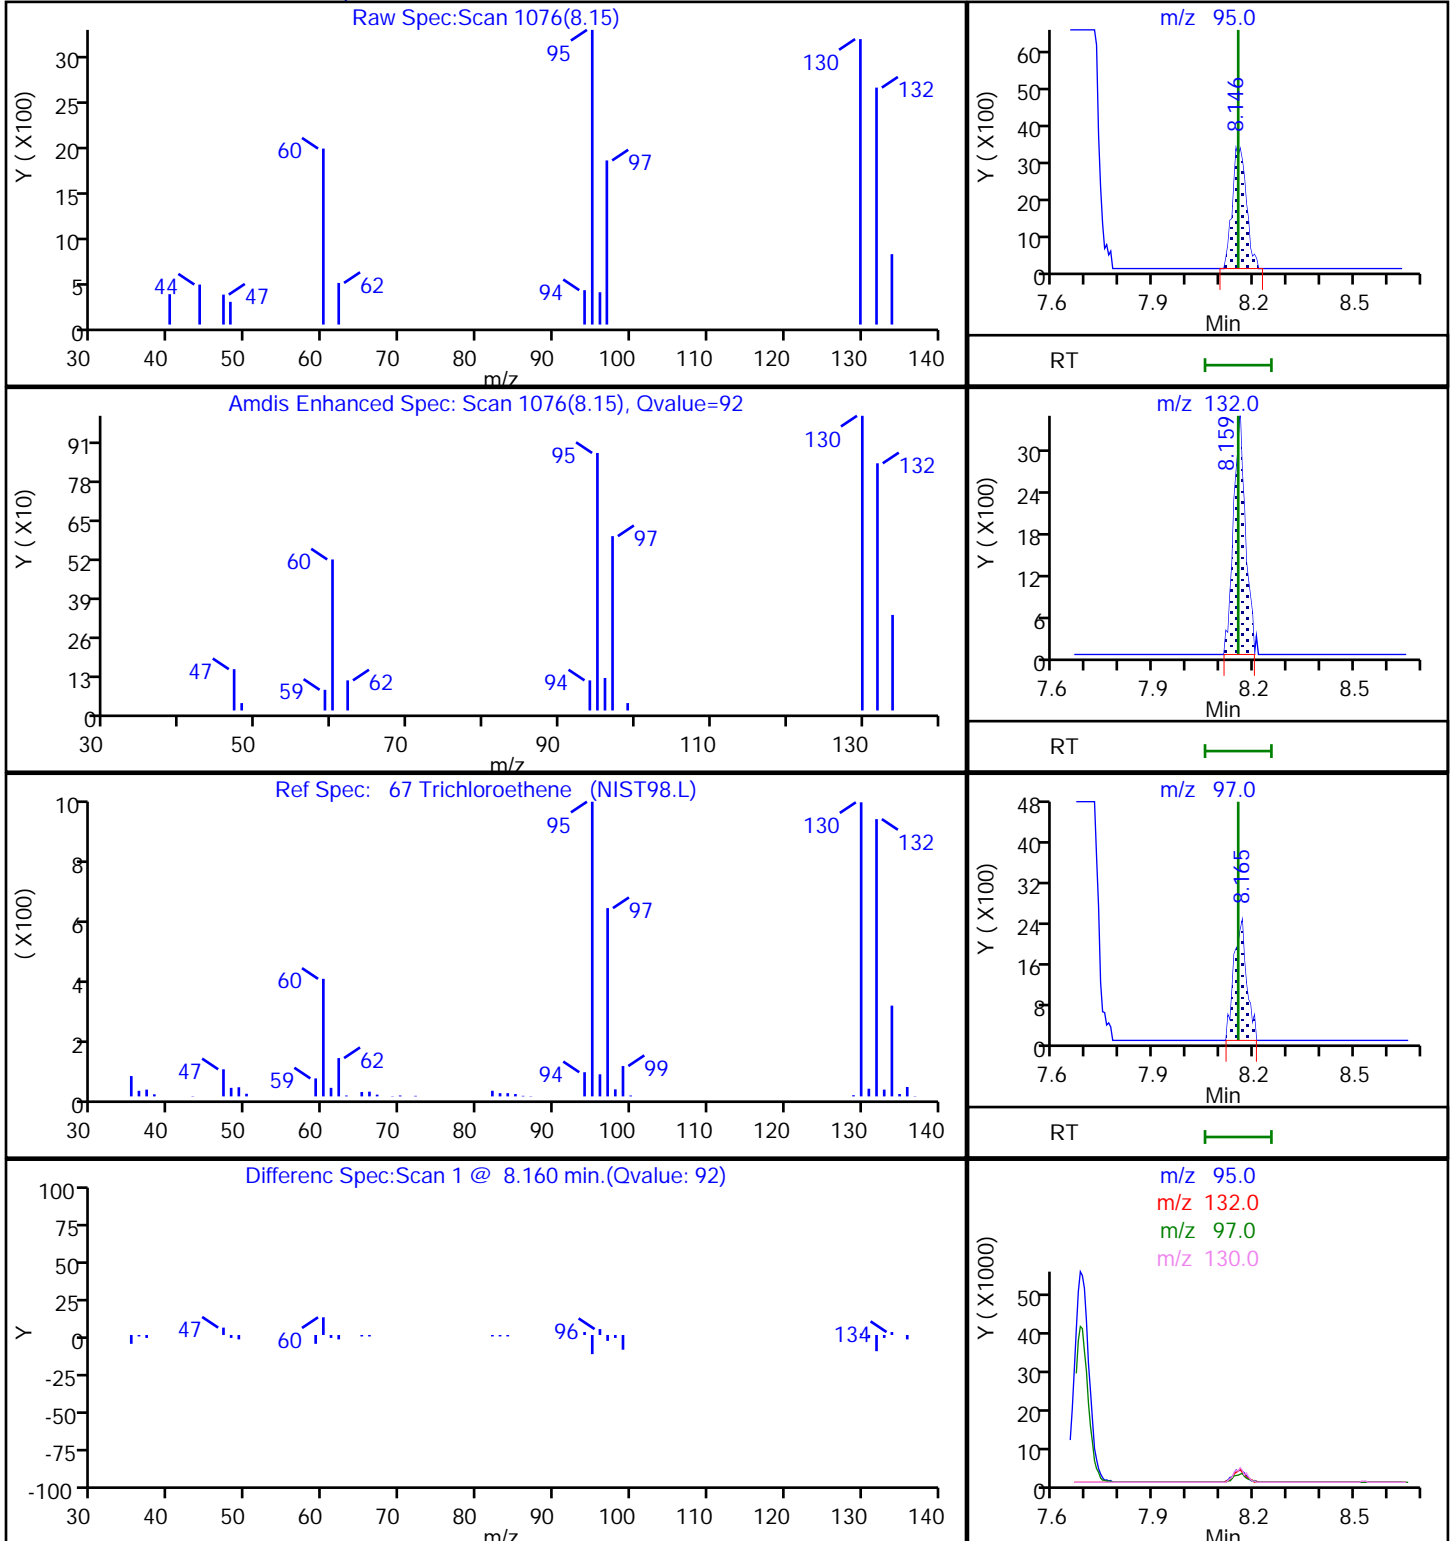 Raw Spec:Scan 1076(8.15)
Y ( X100)
30
25
20
15
10
5
0
95
130
132
60
97
44
47
62
94
30 40 50 60 70 80 90 100 110 120 130 140
m/z
m/z 95.0
Y ( X100)
60
50
40
30
20
10
0
8.146
7.6 7.9 8.2 8.5
Min
RT
Amdis Enhanced Spec: Scan 1076(8.15), Qvalue=92
Y ( X10)
91
78
65
52
39
26
13
0
130
95
132
97
60
47
59
62
94
30 50 70 90 110 130
m/z
m/z 132.0
Y ( X100)
30
24
18
12
6
0
8.159
7.6 7.9 8.2 8.5
Min
RT
Ref Spec: 67 Trichloroethene (NIST98.L)
( X100)
10
8
6
4
2
0
95
130
132
97
60
47
59
62
94
99
30 40 50 60 70 80 90 100 110 120 130 140
m/z 97.0
Y ( X100)
48
40
32
24
16
8
0
8.165
7.6 7.9 8.2 8.5
Min
RT
Differenc Spec:Scan 1 @ 8.160 min.(Qvalue: 92)
Y
100
75
50
25
0
-25
-50
-75
-100
47
60
96
134
30 40 50 60 70 80 90 100 110 120 130 140
m/z
m/z 95.0
m/z 132.0
m/z 97.0
m/z 130.0
Y ( X1000)
50
40
30
20
10
0
7.6 7.9 8.2 8.5
Min